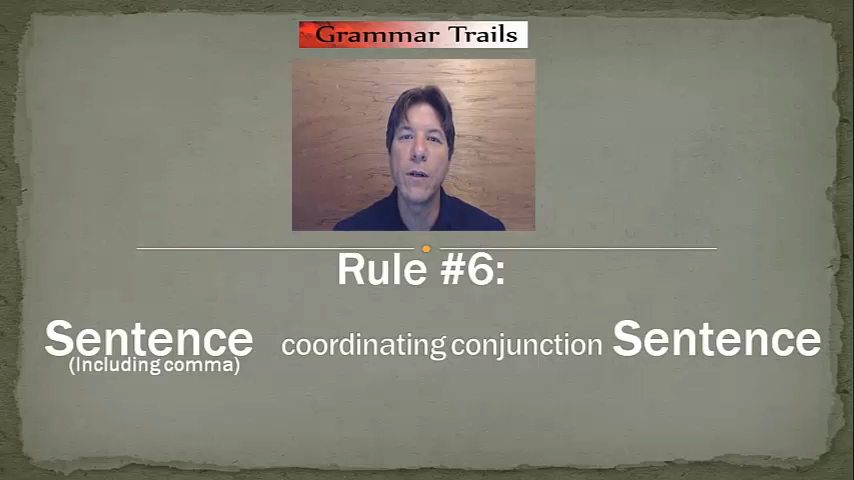 Grammar Trails
Rule #6:
Sentence coordinating conjunction Sentence
(Including comma)